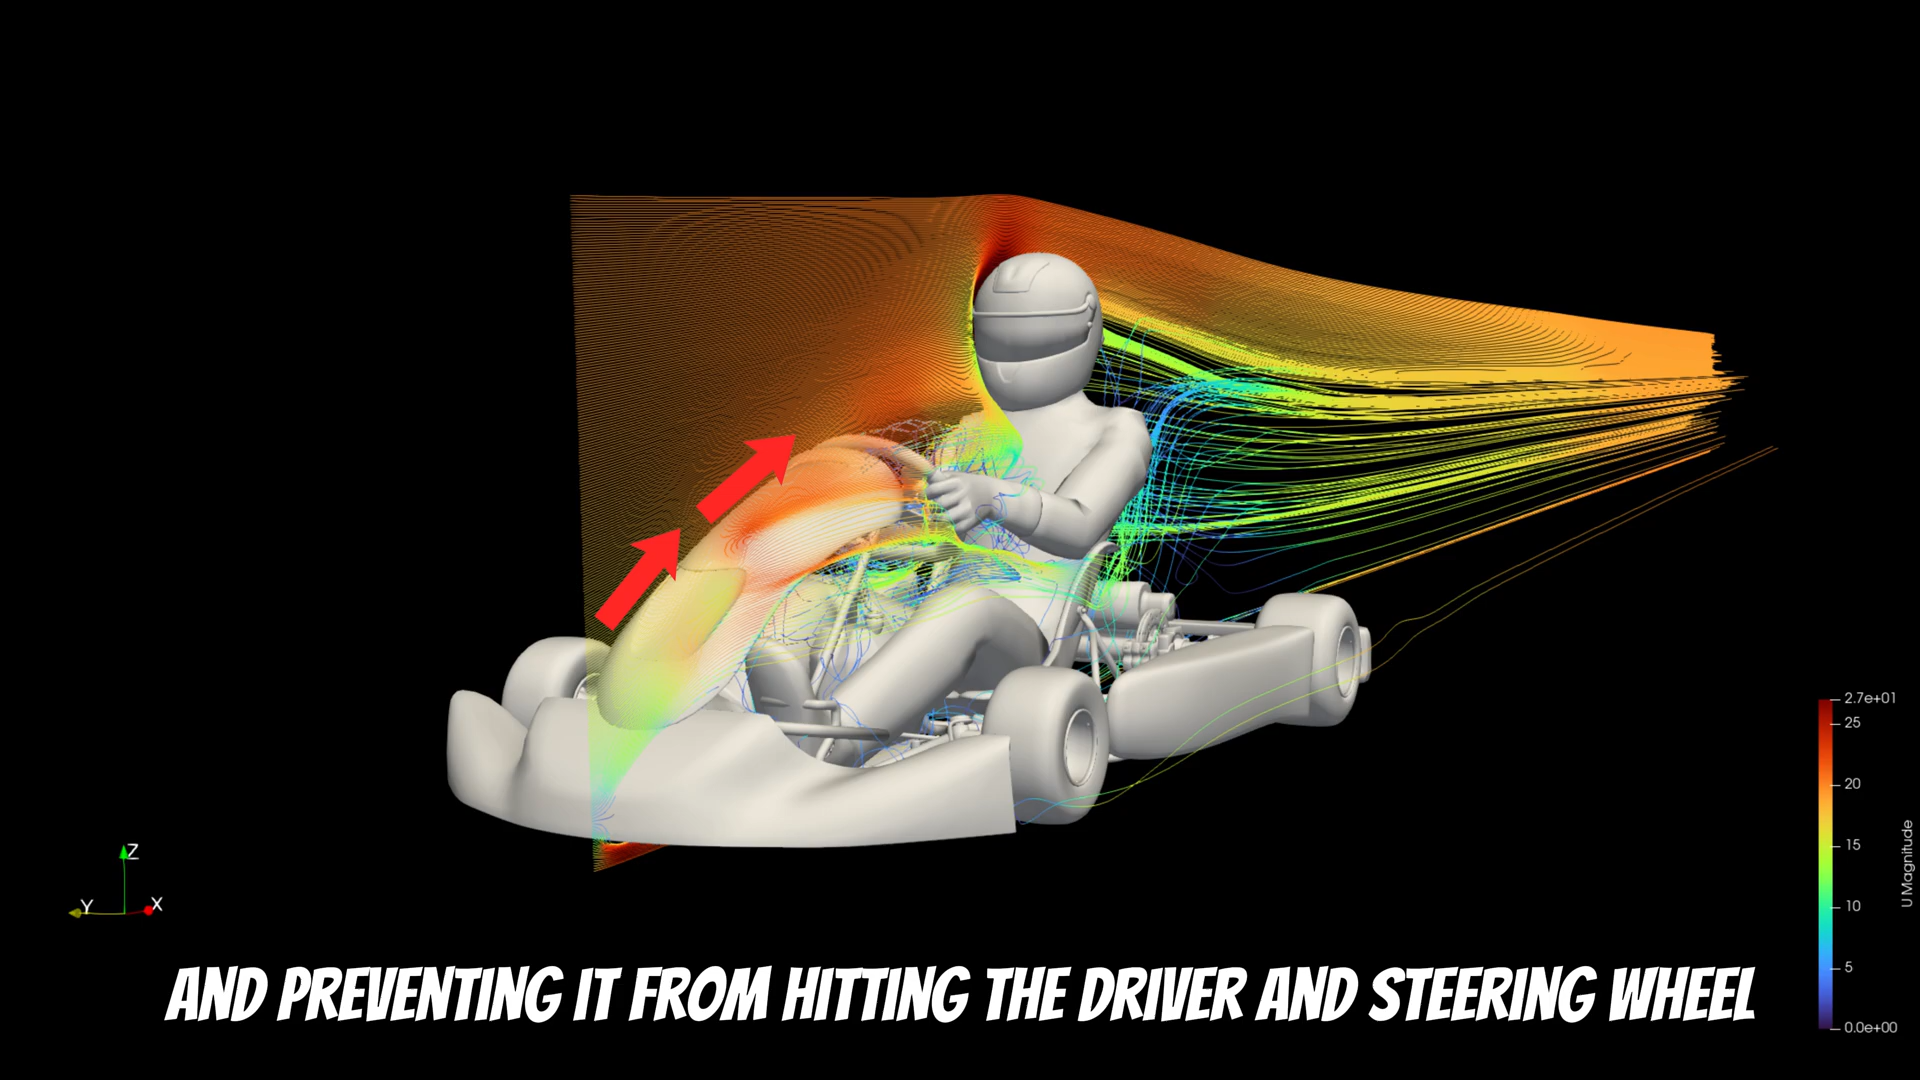 2.7e+01
25
20
15
10
5
0.0e+00
U Magnitude
Z
Y
X
AND PREVENTING IT FROM HITTING THE DRIVER AND STEERING WHEEL